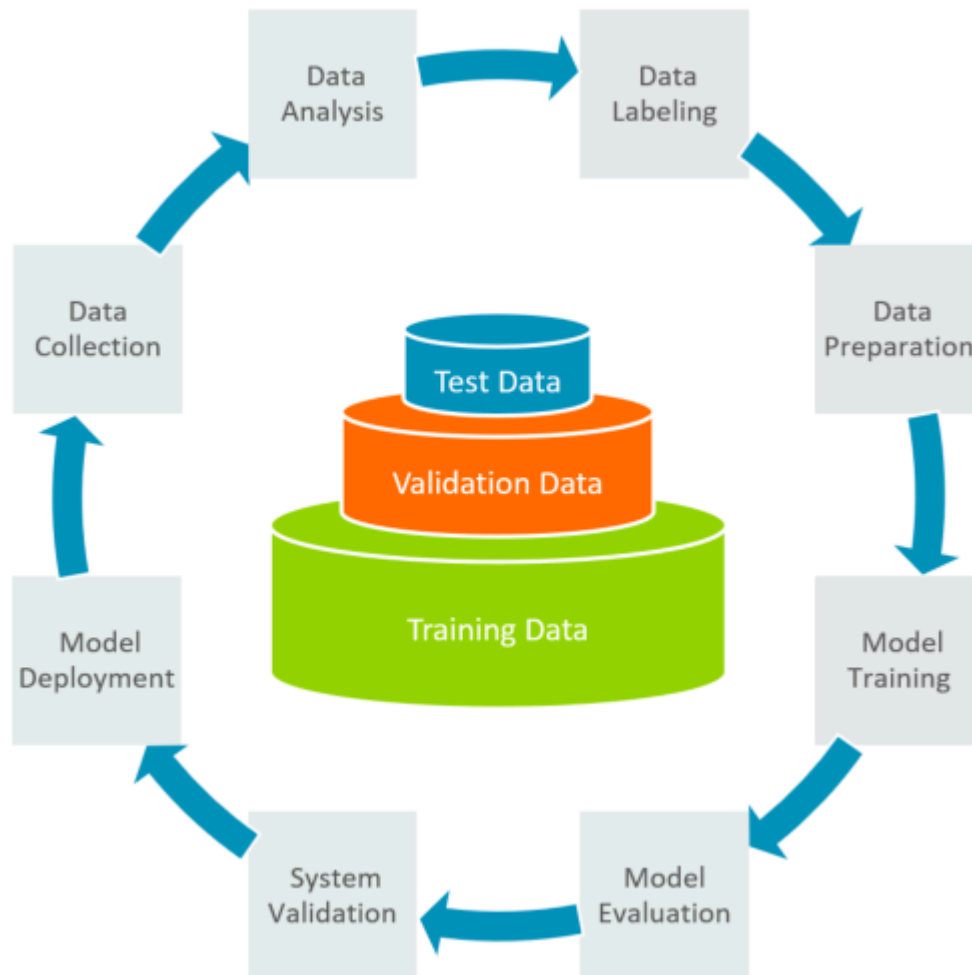 Data
Analysis
Data
Labeling
Data
Preparation
Model
Training
Model
Evaluation
System
Validation
Model
Deployment
Data
Collection
Test Data
Validation Data
Training Data